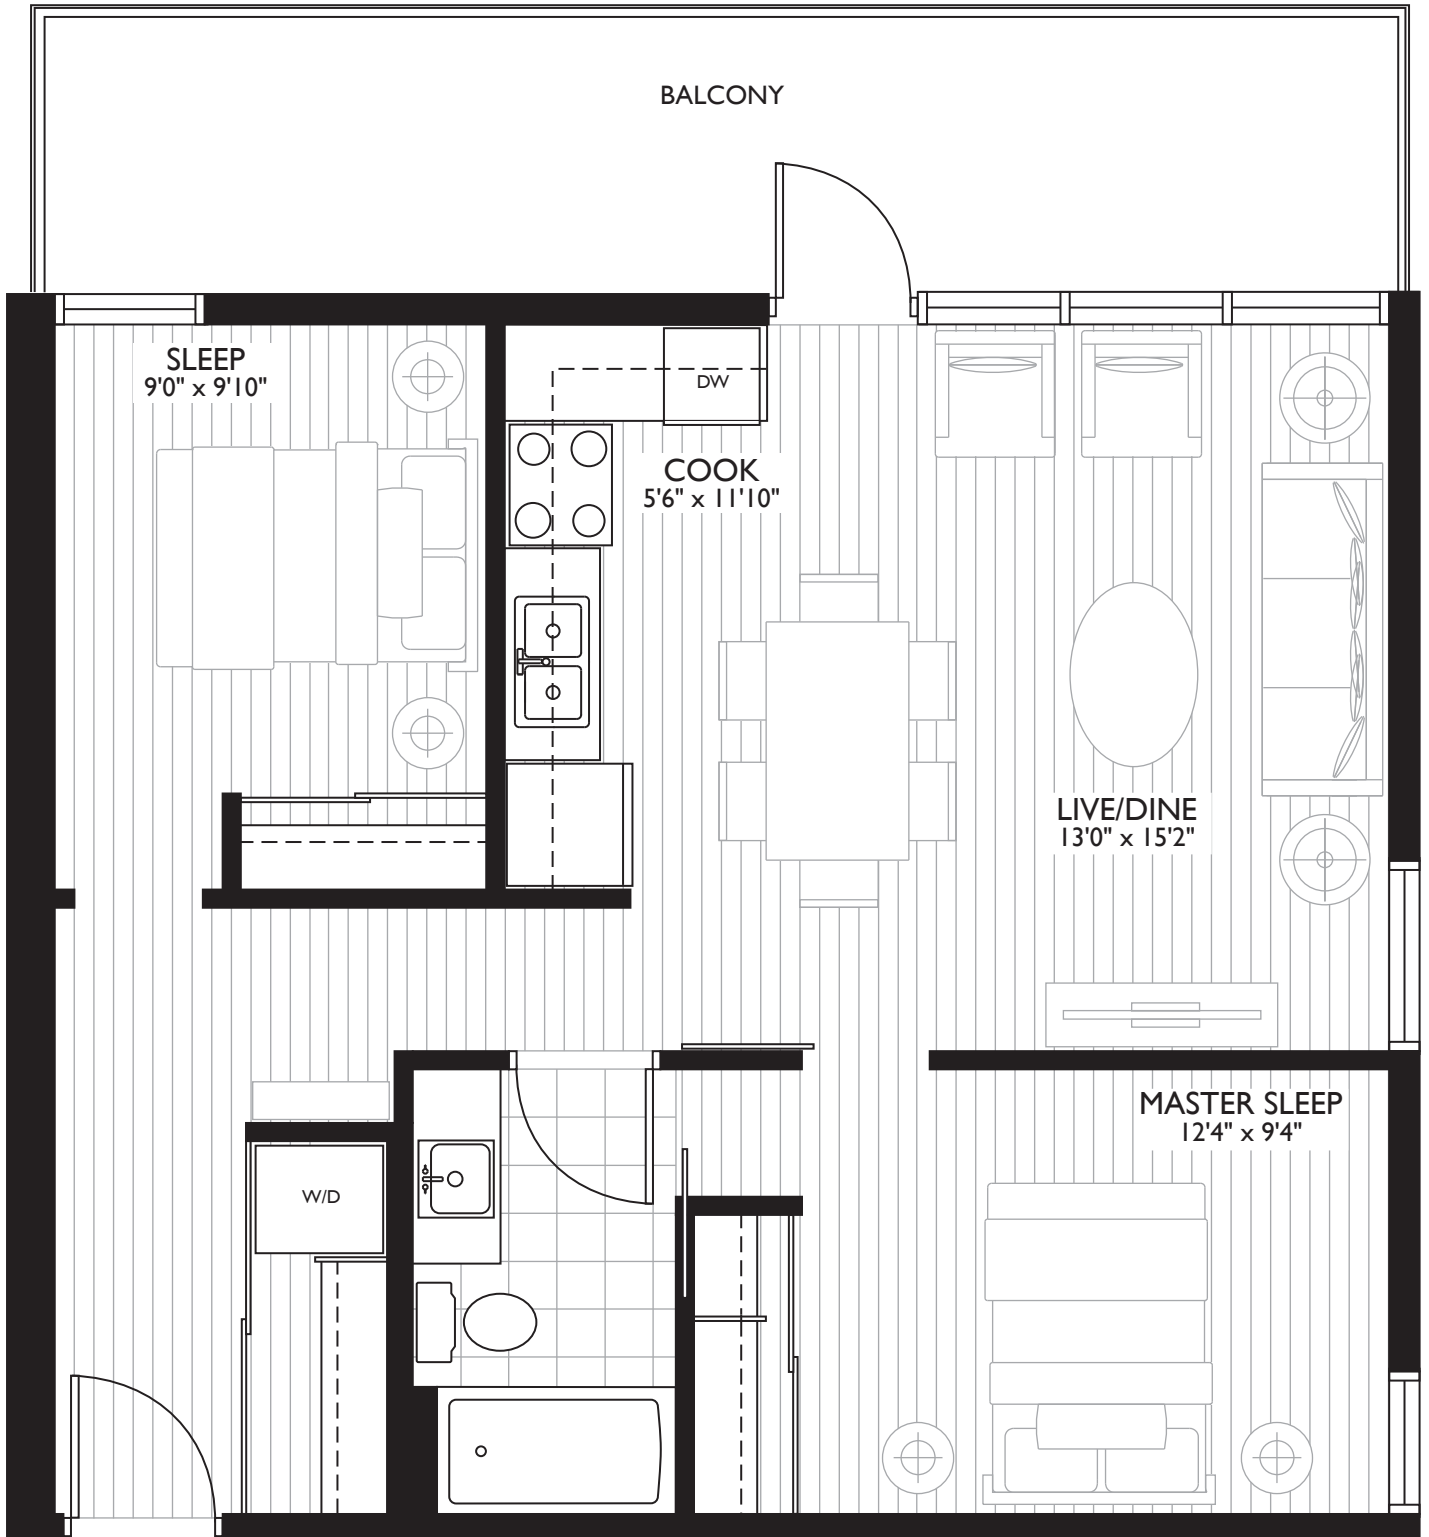 BALCONY
SLEEP
9'0" x 9'10"
DW
COOK
5'6" x 11'10"
LIVE/DINE
13'0" x 15'2"
MASTER SLEEP
12'4" x 9'4"
W/D